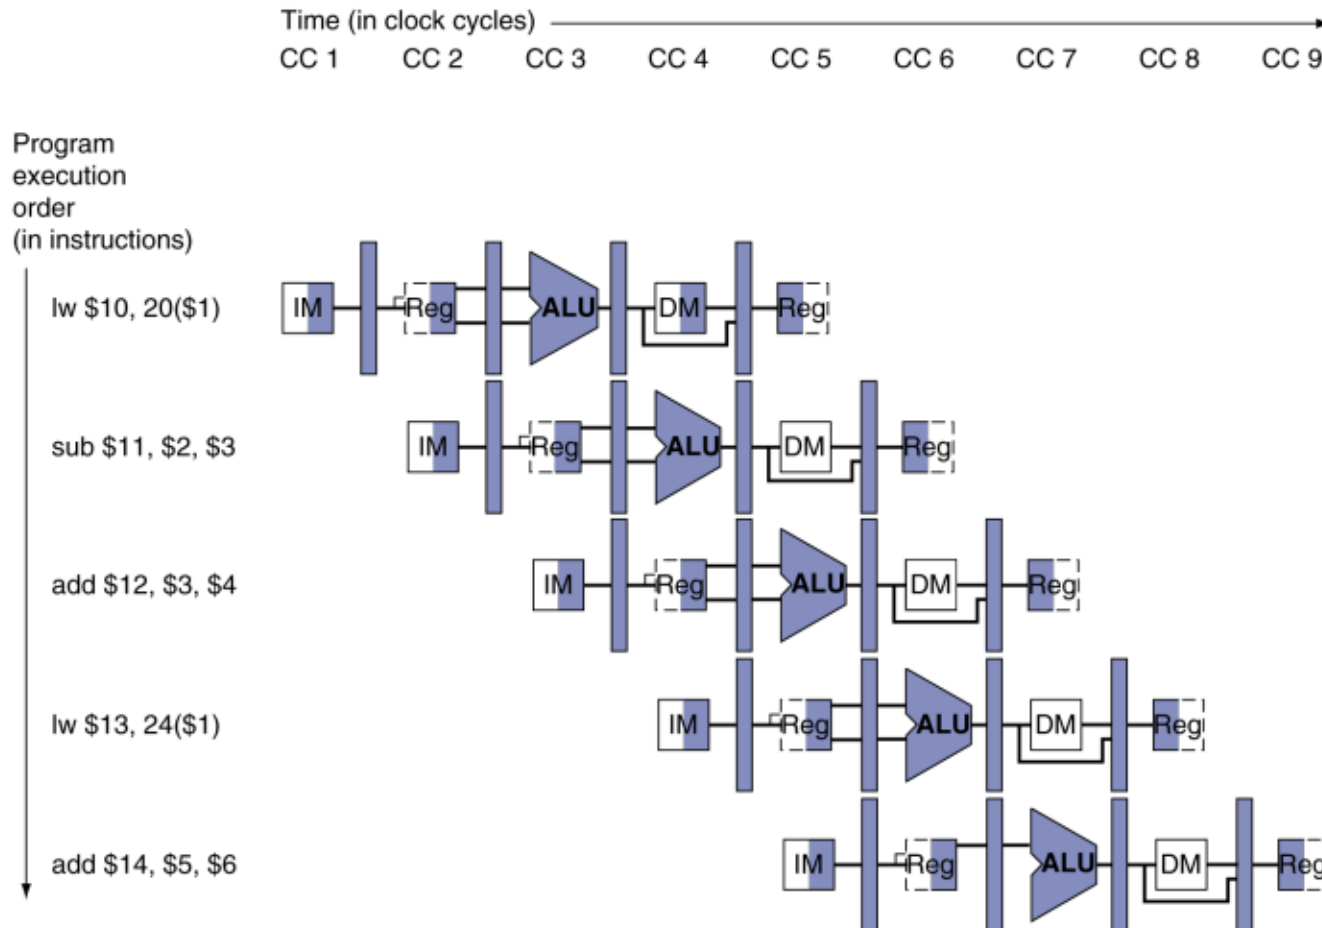 Time (in clock cycles)
CC 1 CC 2 CC 3 CC 4 CC 5 CC 6 CC 7 CC 8 CC 9
Program
execution
order
(in instructions)
lw $10, 20($1) IM Reg ALU DM Reg
sub $11, $2, $3 IM Reg ALU DM Reg
add $12, $3, $4 IM Reg ALU DM Reg
lw $13, 24($1) IM Reg ALU DM Reg
add $14, $5, $6 IM Reg ALU DM Reg